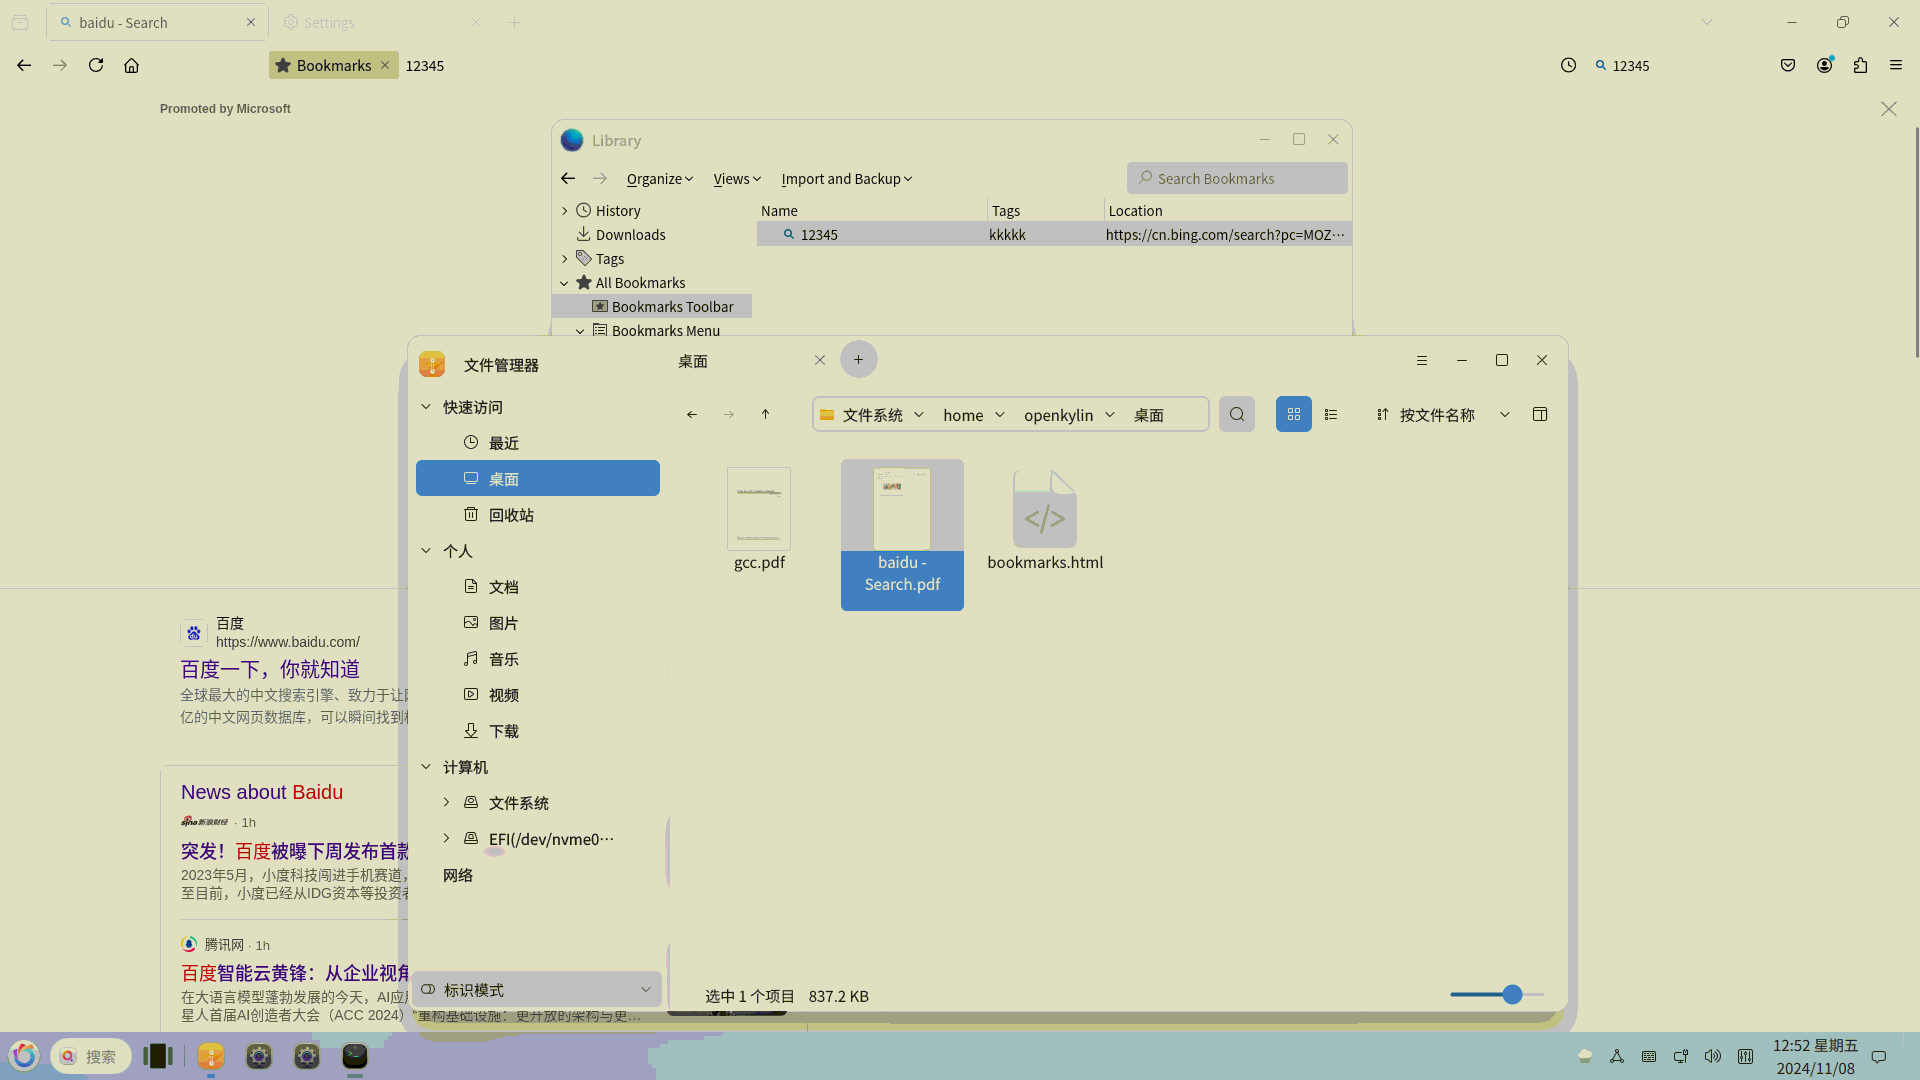 baidu - Search
Settings
Bookmarks
12345
12345
Promoted by Microsoft
Library
Organize
Views
Import and Backup
Search Bookmarks
History
Downloads
Tags
All Bookmarks
Bookmarks Toolbar
Bookmarks Menu
Name
Tags
Location
12345
kkkkk
https://cn.bing.com/search?pc=MOZ…
文件管理器
桌面
快速访问
最近
桌面
回收站
个人
文档
图片
音乐
视频
下载
计算机
文件系统
EFI(/dev/nvme0…
网络
标识模式
文件系统
home
openkylin
桌面
按文件名称
gcc.pdf
baidu -
Search.pdf
bookmarks.html
选中 1 个项目 837.2 KB
百度
https://www.baidu.com/
百度一下，你就知道
全球最大的中文搜索引擎、致力于让
亿的中文网页数据库，可以瞬间找到
News about Baidu
sina新浪财经 · 1h
突发！百度被曝下周发布首款
2023年5月，小度科技闯进手机赛道，
至目前，小度已经从IDG资本等投资者
腾讯网 · 1h
百度智能云黄锋：从企业视角
在大语言模型蓬勃发展的今天，AI应用
星人首届AI创造者大会（ACC 2024）“重构基础设施：更开放的架构与更…
搜索
12:52 星期五
2024/11/08